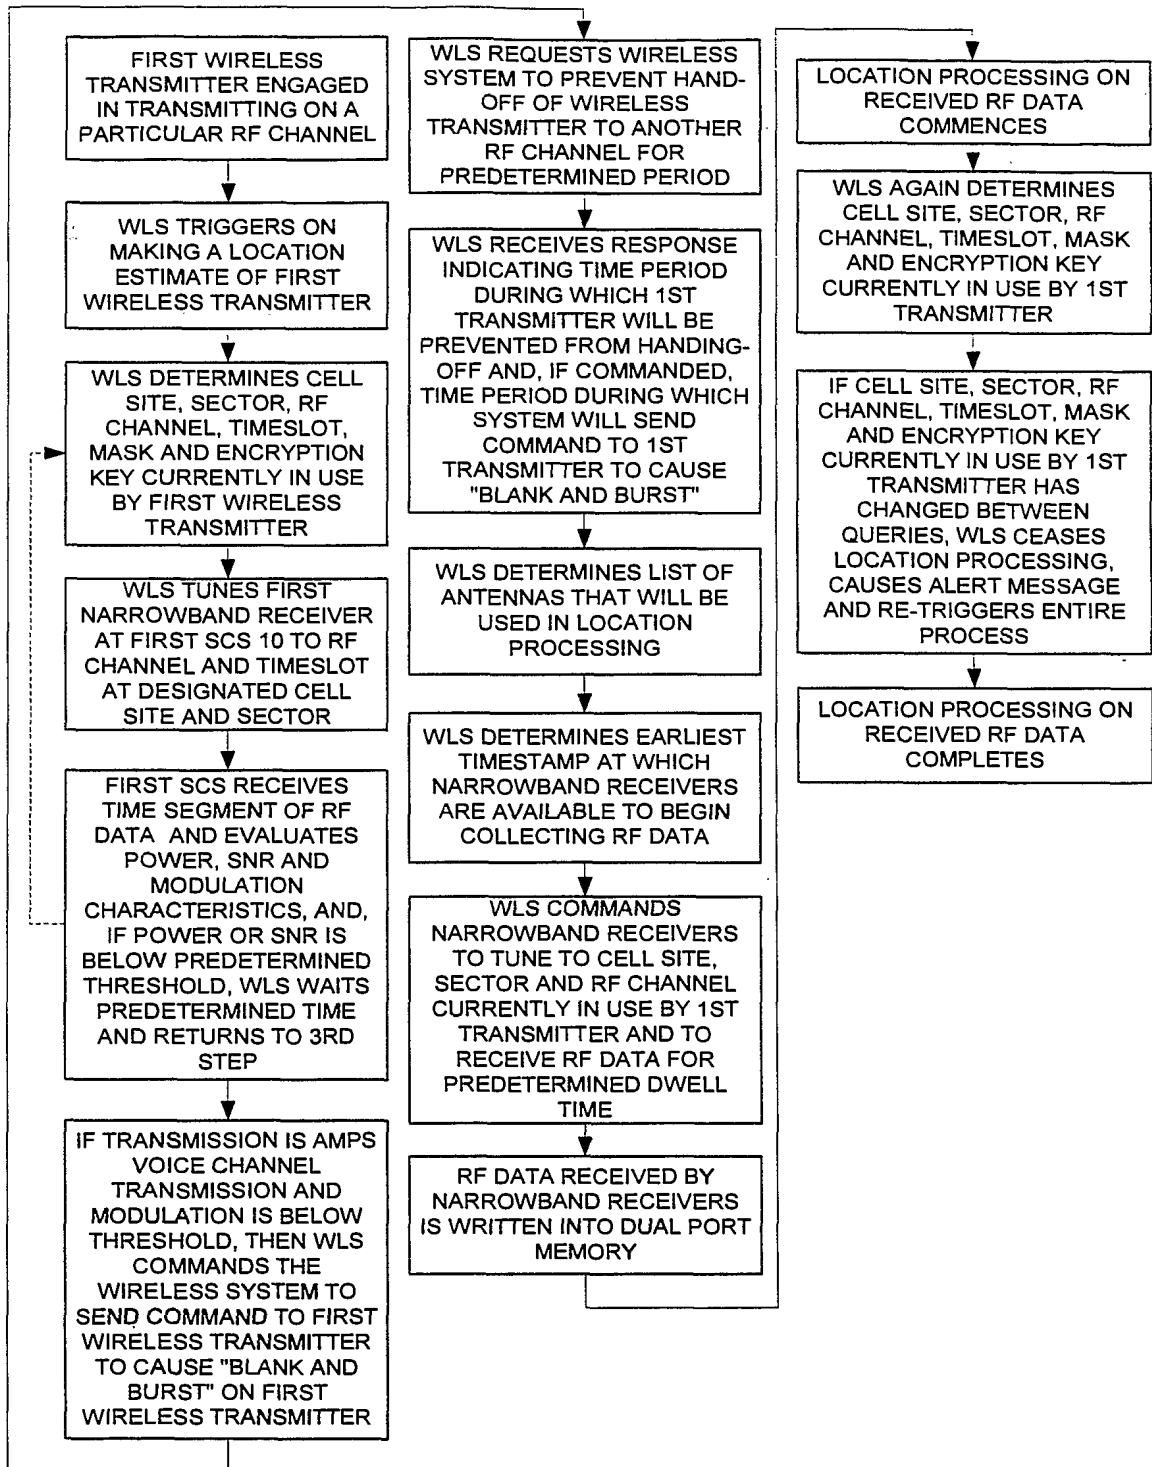 FIRST WIRELESS
TRANSMITTER ENGAGED
IN TRANSMITTING ON A
PARTICULAR RF CHANNEL
WLS TRIGGERS ON
MAKING A LOCATION
ESTIMATE OF FIRST
WIRELESS TRANSMITTER
WLS DETERMINES CELL
SITE, SECTOR, RF
CHANNEL, TIMESLOT,
MASK AND ENCRYPTION
KEY CURRENTLY IN USE
BY FIRST WIRELESS
TRANSMITTER
WLS TUNES FIRST
NARROWBAND RECEIVER
AT FIRST SCS 10 TO RF
CHANNEL AND TIMESLOT
AT DESIGNATED CELL
SITE AND SECTOR
FIRST SCS RECEIVES
TIME SEGMENT OF RF
DATA AND EVALUATES
POWER, SNR AND
MODULATION
CHARACTERISTICS, AND,
IF POWER OR SNR IS
BELOW PREDETERMINED
THRESHOLD, WLS WAITS
PREDETERMINED TIME
AND RETURNS TO 3RD
STEP
IF TRANSMISSION IS AMPS
VOICE CHANNEL
TRANSMISSION AND
MODULATION IS BELOW
THRESHOLD, THEN WLS
COMMANDS THE
WIRELESS SYSTEM TO
SEND COMMAND TO FIRST
WIRELESS TRANSMITTER
TO CAUSE "BLANK AND
BURST" ON FIRST
WIRELESS TRANSMITTER
WLS REQUESTS WIRELESS
SYSTEM TO PREVENT HAND-
OFF OF WIRELESS
TRANSMITTER TO ANOTHER
RF CHANNEL FOR
PREDETERMINED PERIOD
WLS RECEIVES RESPONSE
INDICATING TIME PERIOD
DURING WHICH 1ST
TRANSMITTER WILL BE
PREVENTED FROM HANDING-
OFF AND, IF COMMANDED,
TIME PERIOD DURING WHICH
SYSTEM WILL SEND
COMMAND TO 1ST
TRANSMITTER TO CAUSE
"BLANK AND BURST"
WLS DETERMINES LIST OF
ANTENNAS THAT WILL BE
USED IN LOCATION
PROCESSING
WLS DETERMINES EARLIEST
TIMESTAMP AT WHICH
NARROWBAND RECEIVERS
ARE AVAILABLE TO BEGIN
COLLECTING RF DATA
WLS COMMANDS
NARROWBAND RECEIVERS
TO TUNE TO CELL SITE,
SECTOR AND RF CHANNEL
CURRENTLY IN USE BY 1ST
TRANSMITTER AND TO
RECEIVE RF DATA FOR
PREDETERMINED DWELL
TIME
RF DATA RECEIVED BY
NARROWBAND RECEIVERS
IS WRITTEN INTO DUAL PORT
MEMORY
LOCATION PROCESSING ON
RECEIVED RF DATA
COMMENCES
WLS AGAIN DETERMINES
CELL SITE, SECTOR, RF
CHANNEL, TIMESLOT, MASK
AND ENCRYPTION KEY
CURRENTLY IN USE BY 1ST
TRANSMITTER
IF CELL SITE, SECTOR, RF
CHANNEL, TIMESLOT, MASK
AND ENCRYPTION KEY
CURRENTLY IN USE BY 1ST
TRANSMITTER HAS
CHANGED BETWEEN
QUERIES, WLS CEASES
LOCATION PROCESSING,
CAUSES ALERT MESSAGE
AND RE-TRIGGERS ENTIRE
PROCESS
LOCATION PROCESSING ON
RECEIVED RF DATA
COMPLETES